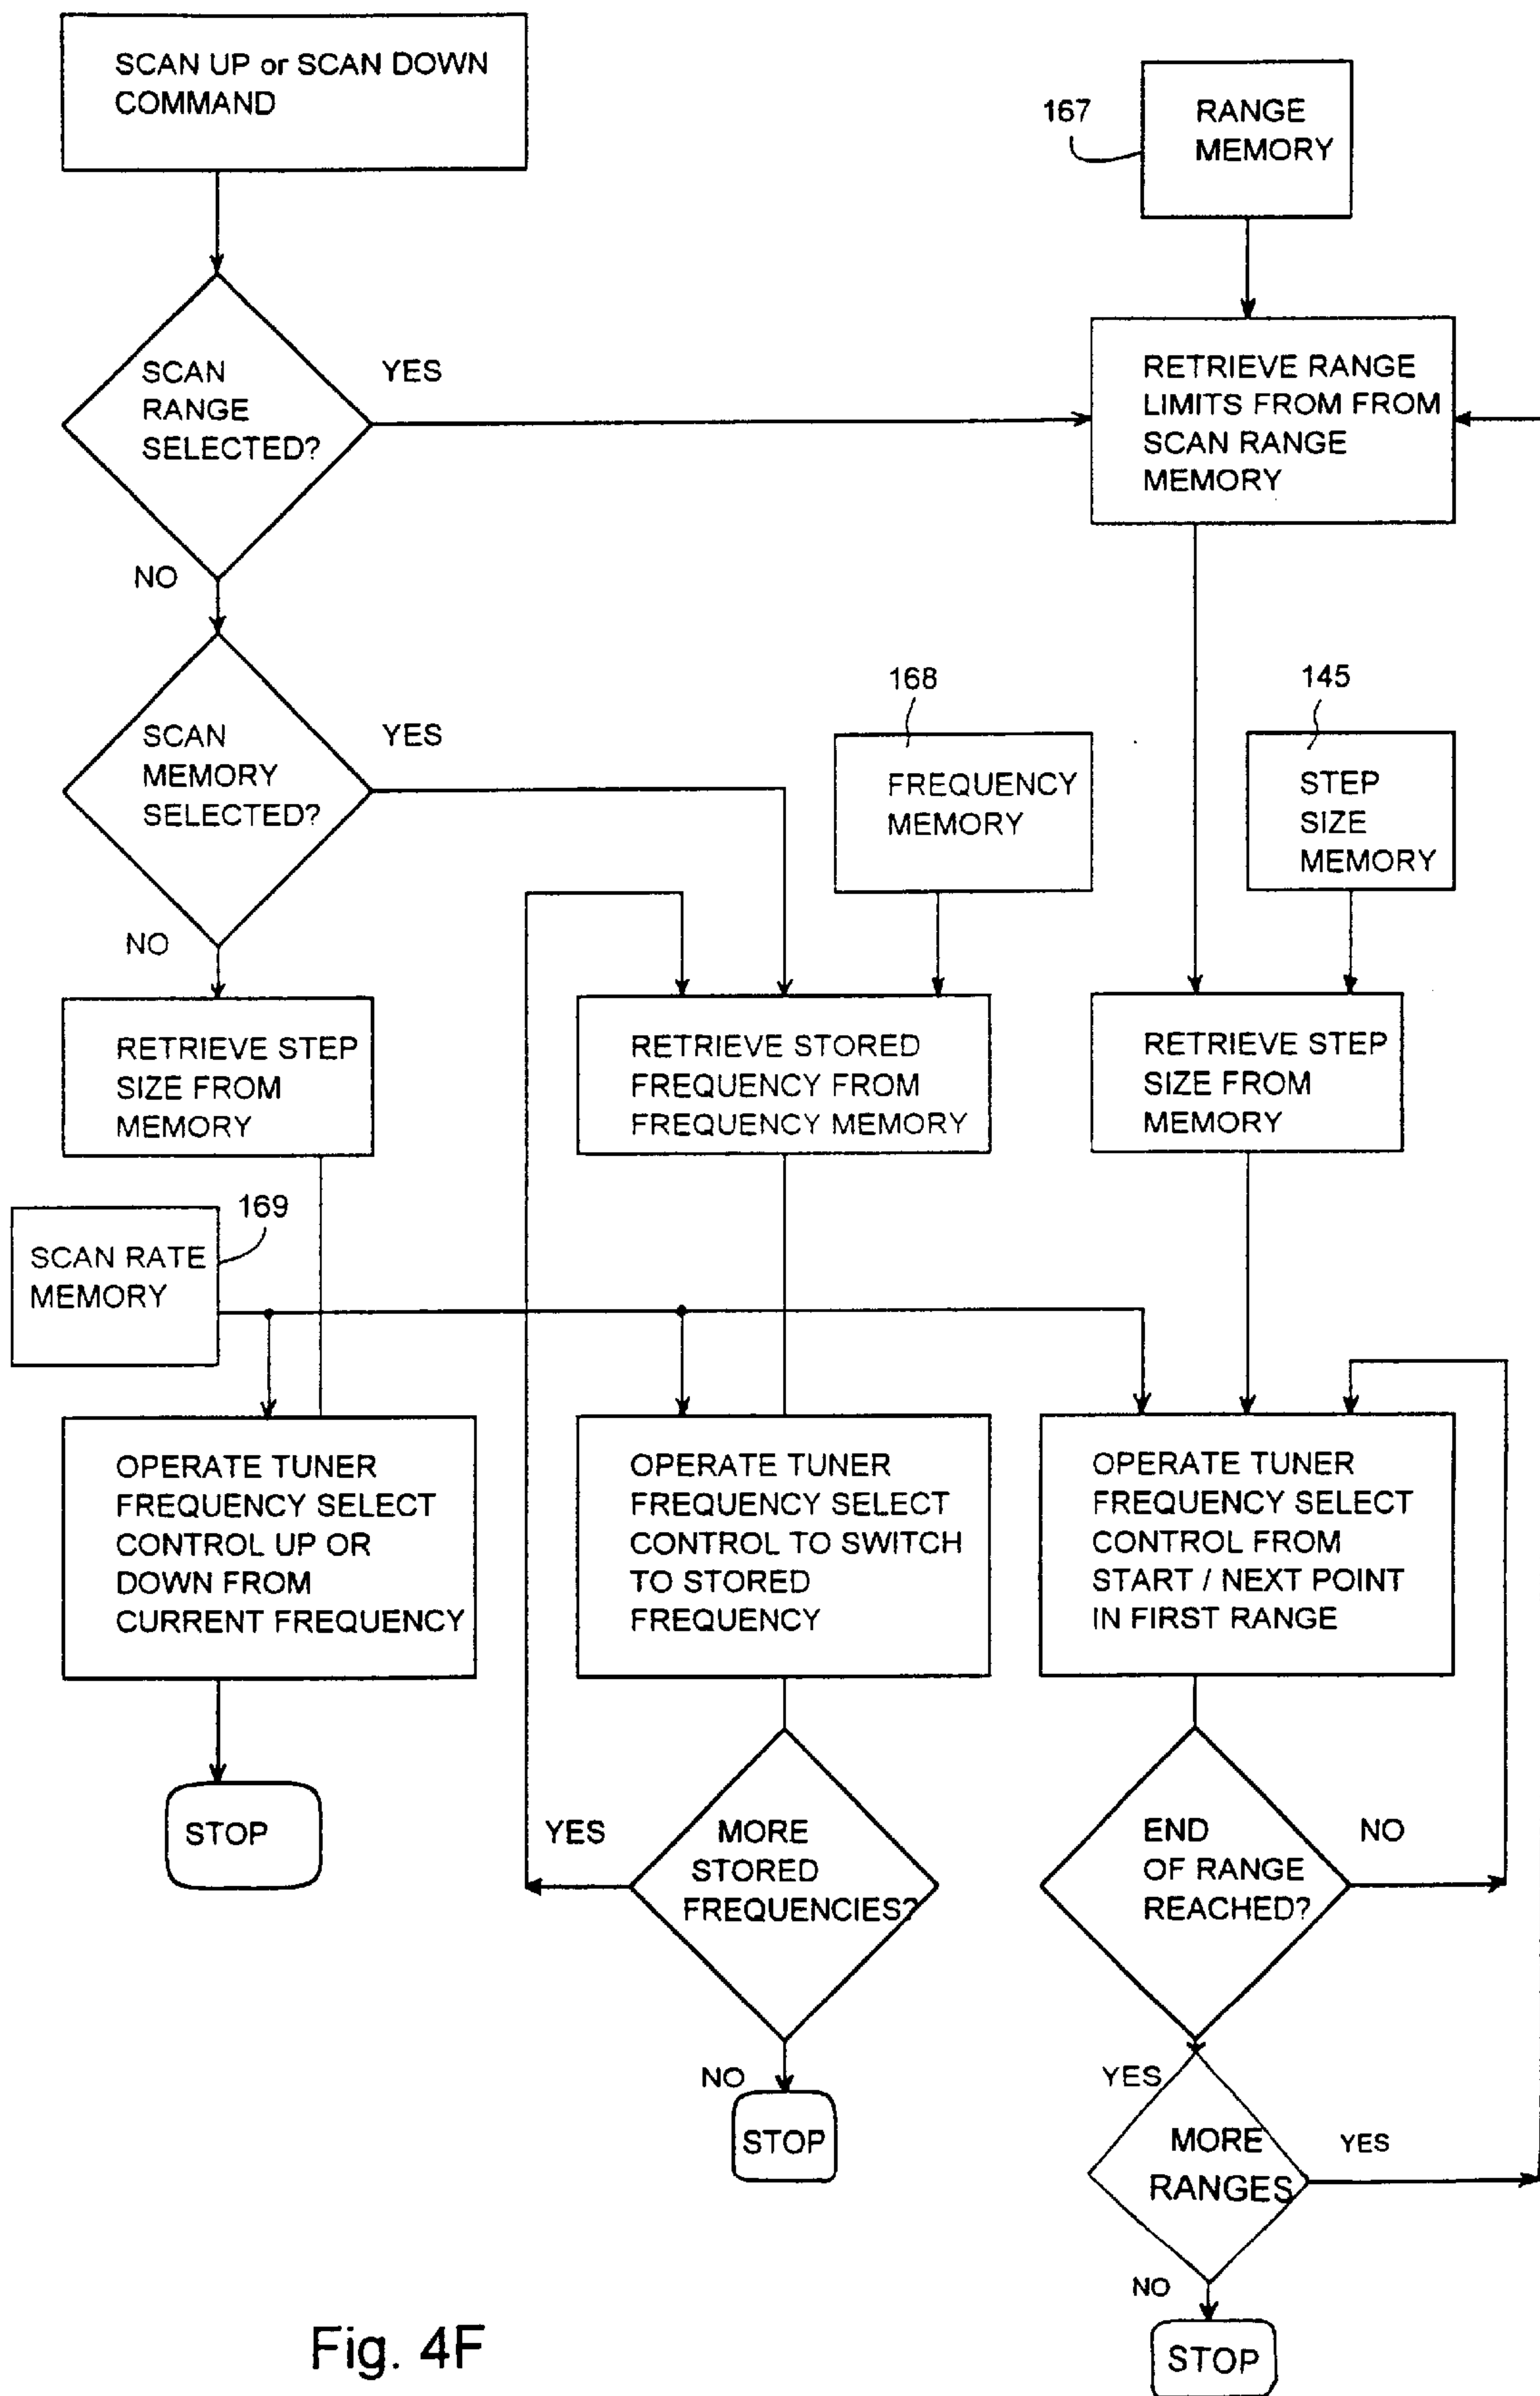 SCAN UP or SCAN DOWN
COMMAND
167
RANGE
MEMORY
SCAN
RANGE
SELECTED?
YES
RETRIEVE RANGE
LIMITS FROM FROM
SCAN RANGE
MEMORY
NO
SCAN
MEMORY
SELECTED?
YES
168
FREQUENCY
MEMORY
145
STEP
SIZE
MEMORY
NO
RETRIEVE STEP
SIZE FROM
MEMORY
RETRIEVE STORED
FREQUENCY FROM
FREQUENCY MEMORY
RETRIEVE STEP
SIZE FROM
MEMORY
169
SCAN RATE
MEMORY
OPERATE TUNER
FREQUENCY SELECT
CONTROL UP OR
DOWN FROM
CURRENT FREQUENCY
OPERATE TUNER
FREQUENCY SELECT
CONTROL TO SWITCH
TO STORED
FREQUENCY
OPERATE TUNER
FREQUENCY SELECT
CONTROL FROM
START / NEXT POINT
IN FIRST RANGE
STOP
YES
MORE
STORED
FREQUENCIES?
END
OF RANGE
REACHED?
NO
NO
STOP
YES
MORE
RANGES
YES
NO
STOP
Fig. 4F